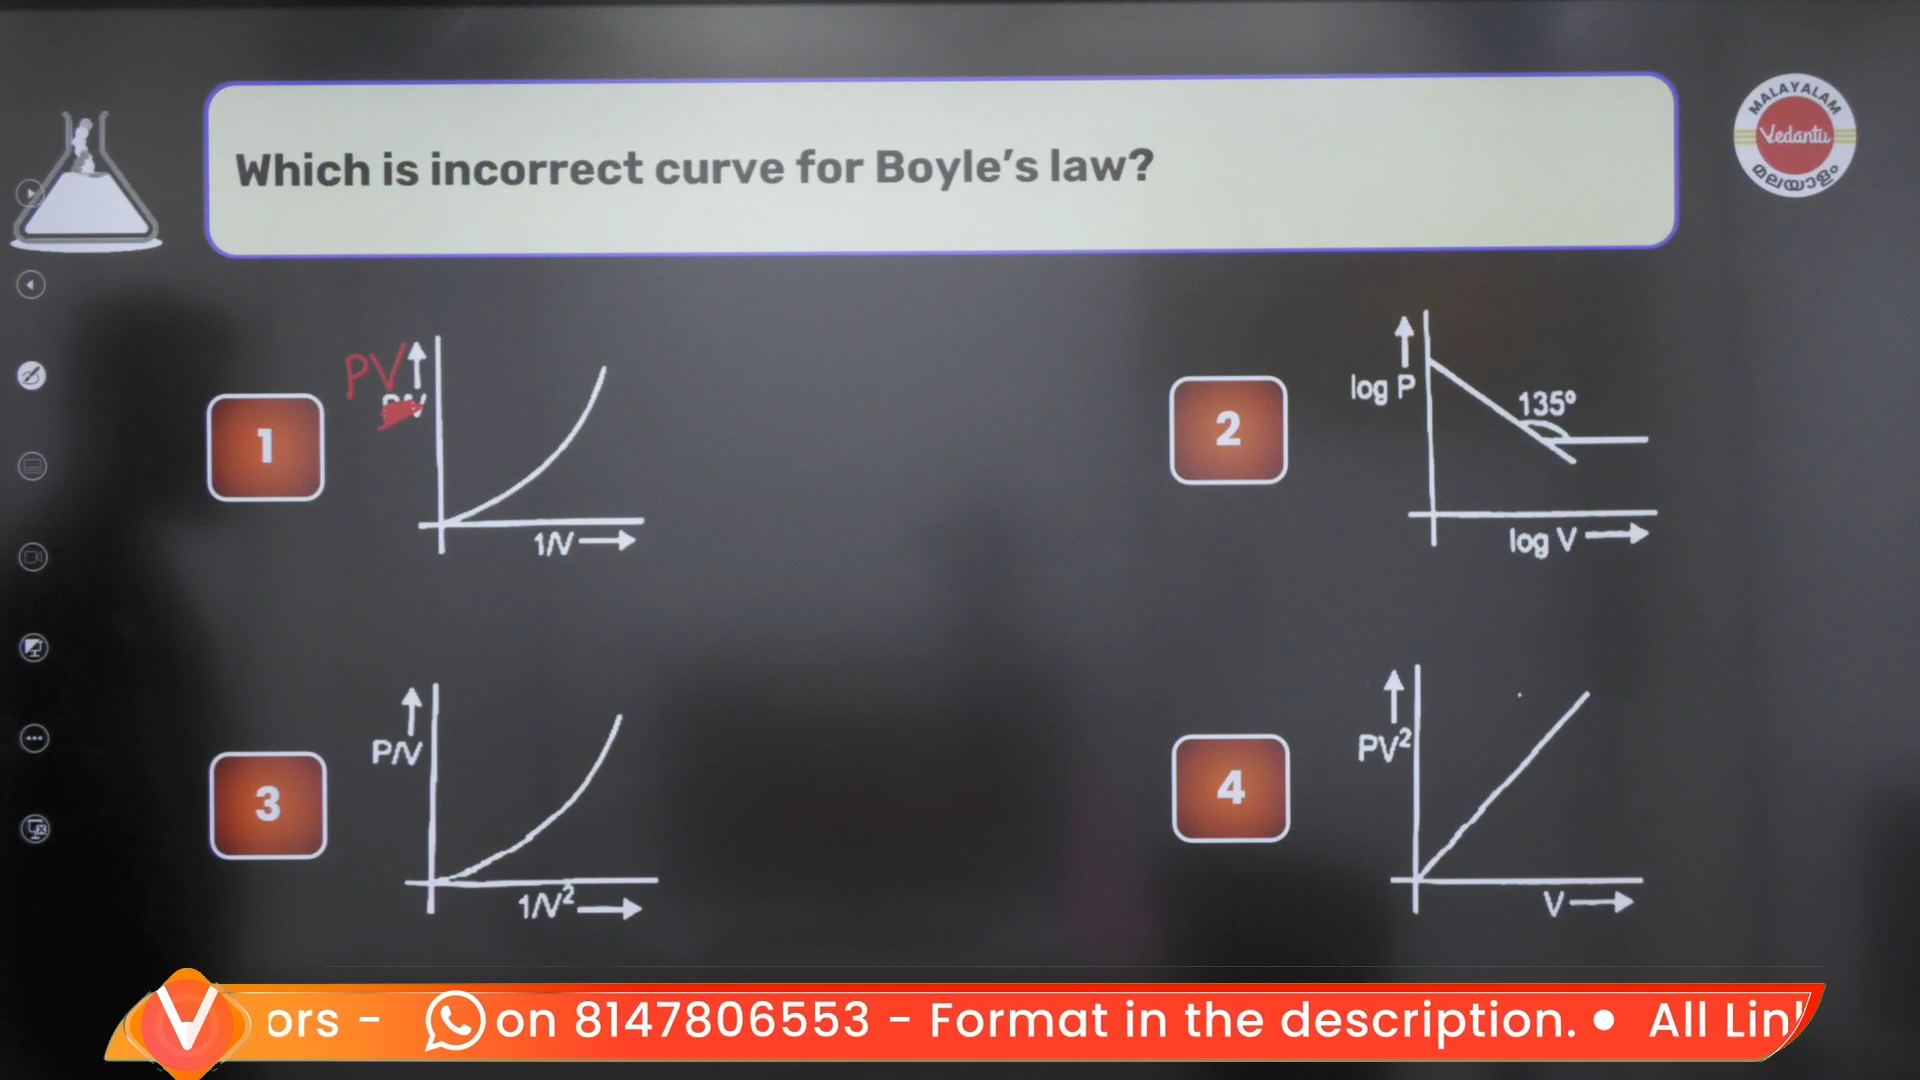 MALAYALAM
Vedantu
മലയാളം
Which is incorrect curve for Boyle's law?
1
PV
P/V
1/V
2
log P
135°
log V
3
P/V
1/V²
4
PV²
V
ors - on 8147806553 - Format in the description. • All Lin